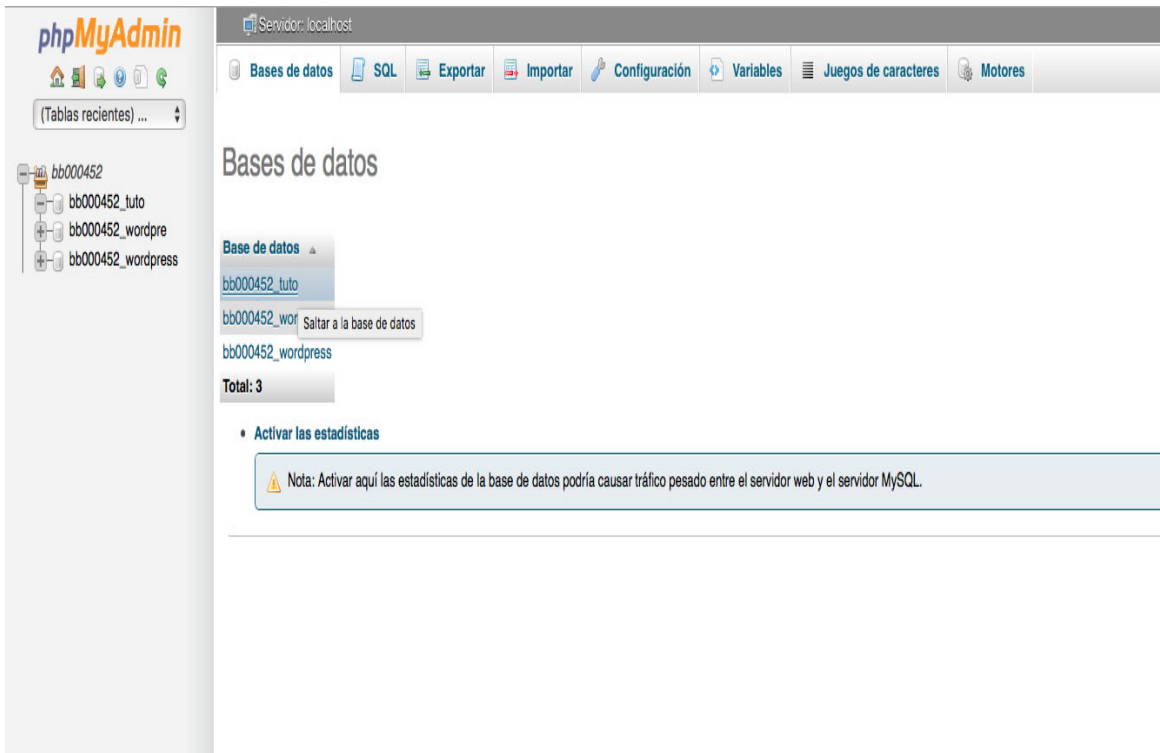 phpMyAdmin
(Tablas recientes) ...
bb000452
bb000452_tuto
bb000452_wordpre
bb000452_wordpress
Servidor: localhost
Bases de datos SQL Exportar Importar Configuración Variables Juegos de caracteres Motores
Bases de datos
Base de datos
bb000452_tuto
bb000452_wor
Saltar a la base de datos
bb000452_wordpress
Total: 3
Activar las estadísticas
Nota: Activar aquí las estadísticas de la base de datos podría causar tráfico pesado entre el servidor web y el servidor MySQL.